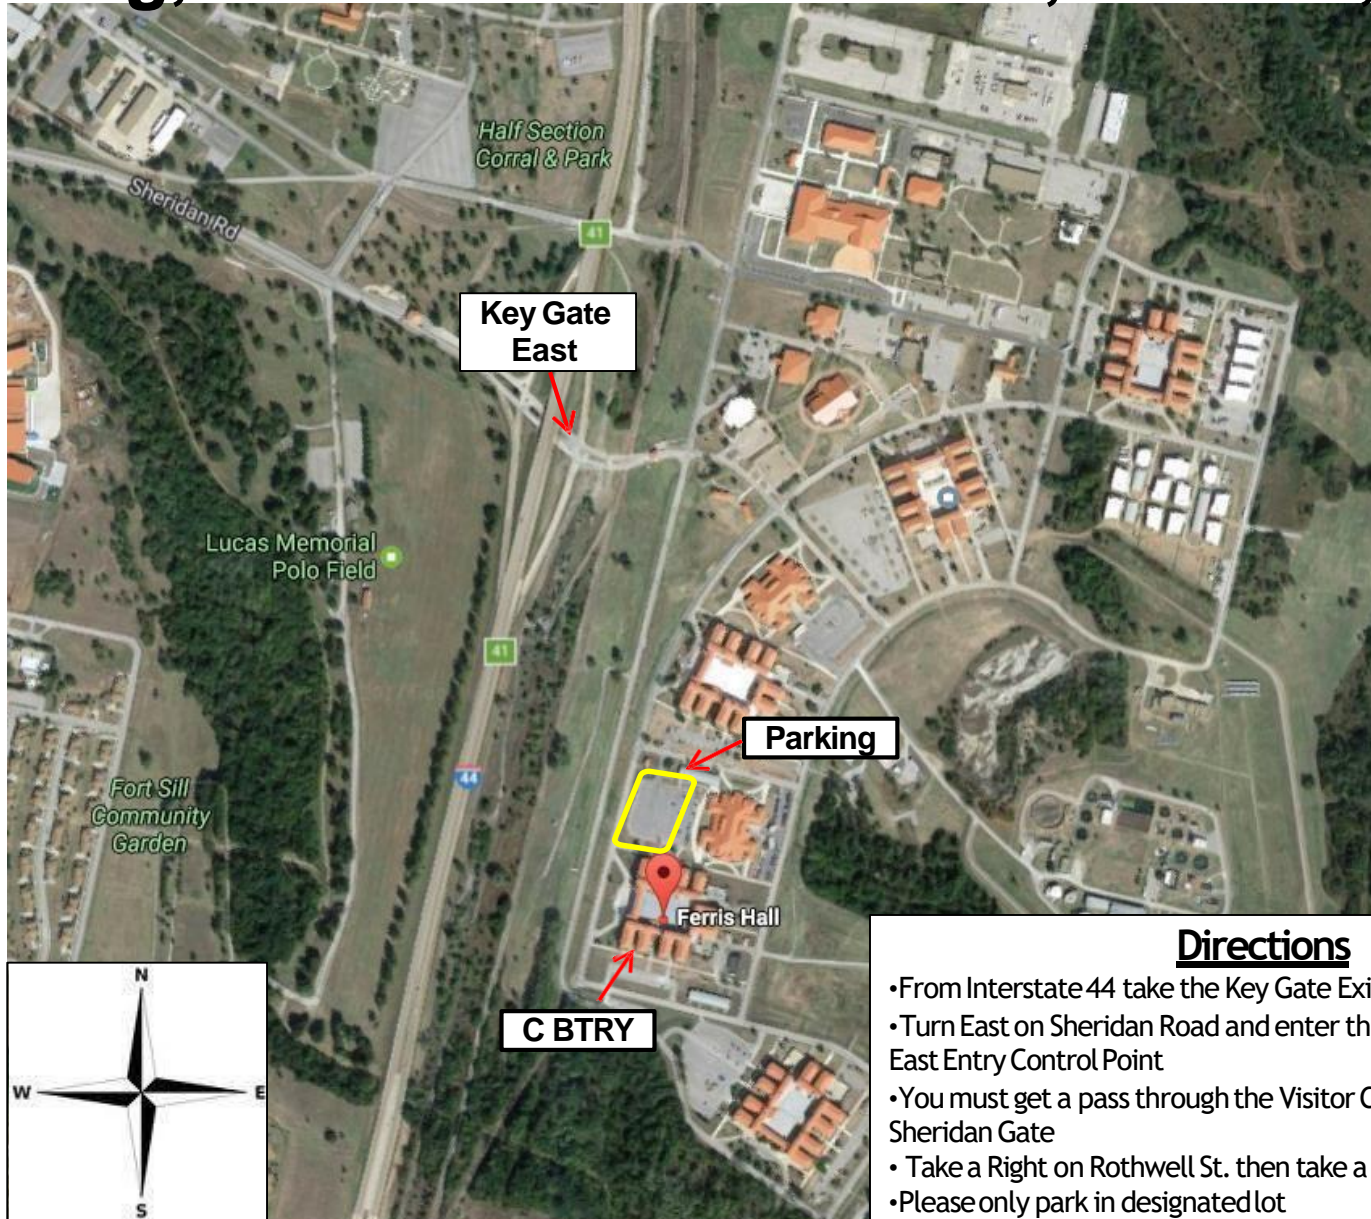 Half Section
Corral & Park
Sheridan Rd
41
Key Gate
East
Lucas Memorial
Polo Field
41
Parking
44
Fort Sill
Community
Garden
Ferris Hall
C BTRY
N
W E
S
Directions
•From Interstate 44 take the Key Gate
•Turn East on Sheridan Road and enter
East Entry Control Point
•You must get a pass through the Visitor
Sheridan Gate
• Take a Right on Rothwell St. then take a
•Please only park in designated lot